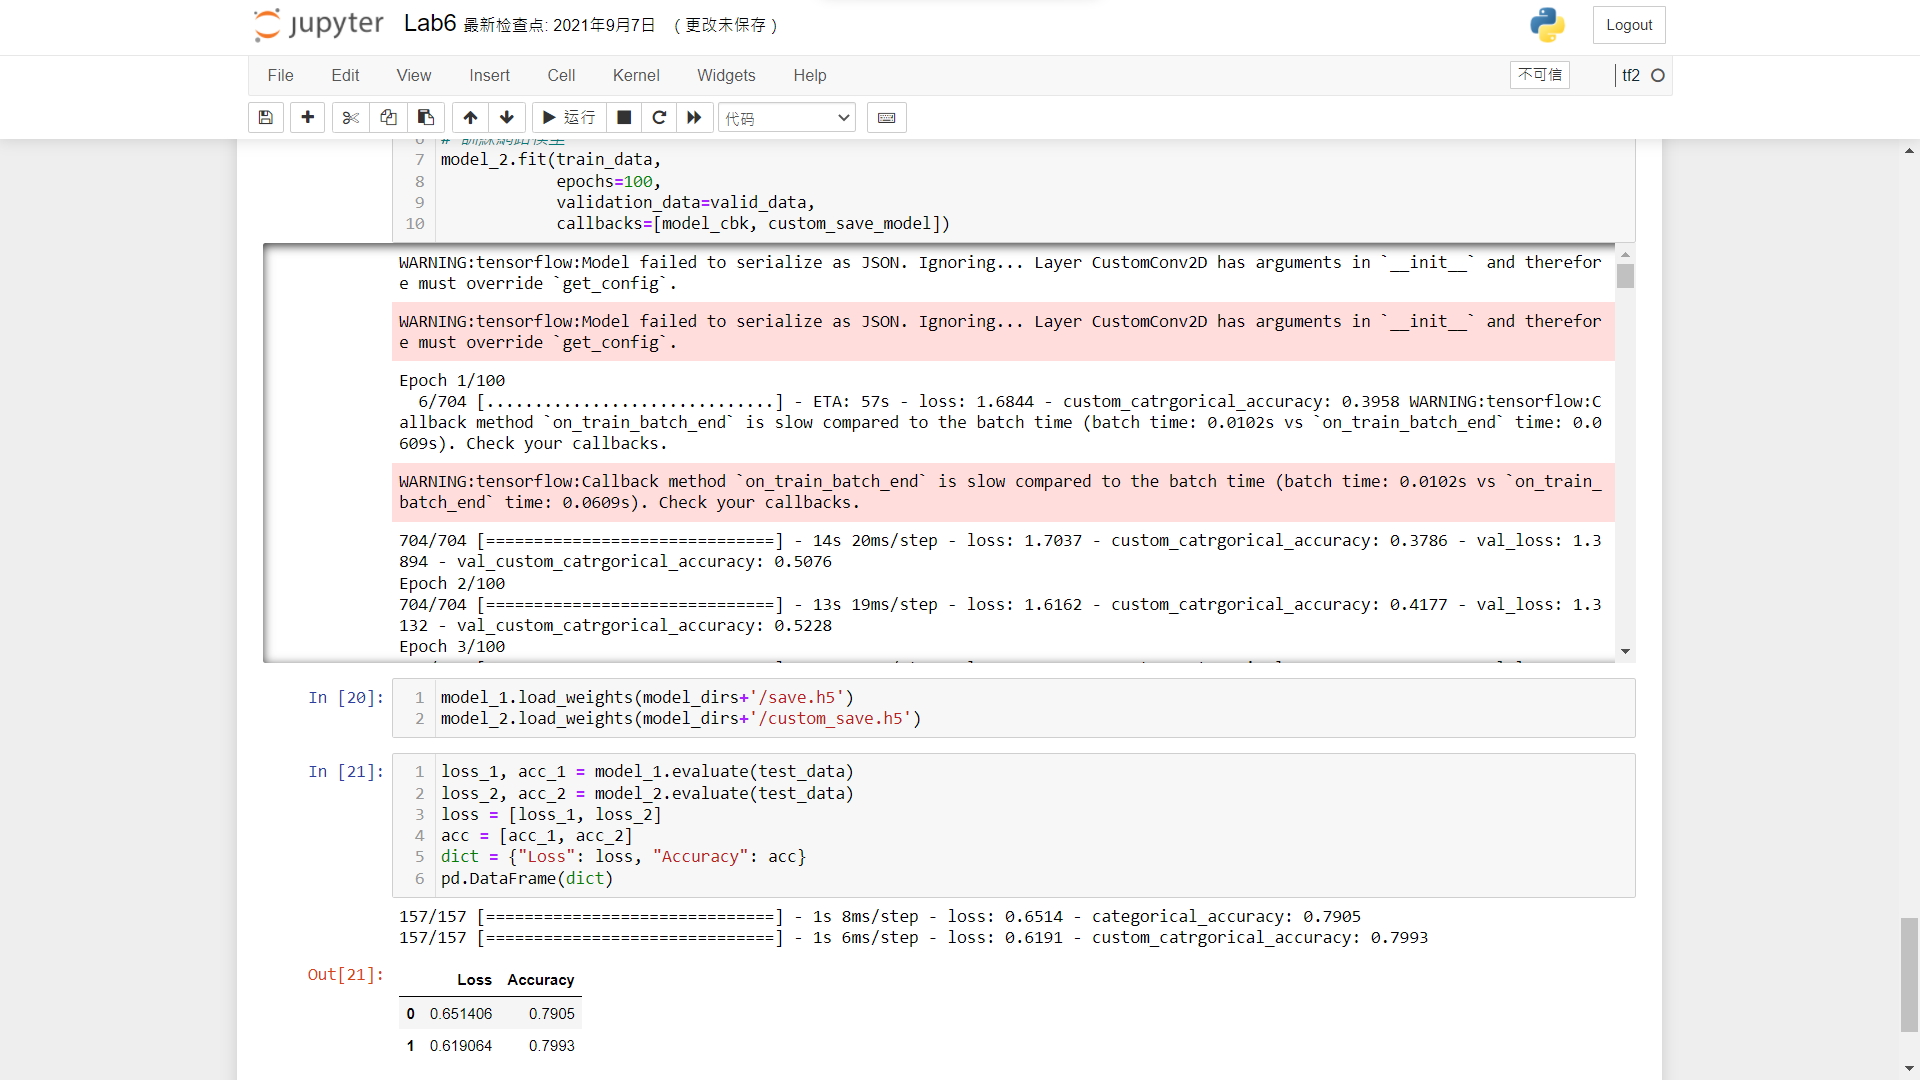 jupyter Lab6 最新检查点: 2021年9月7日 (更改未保存) Logout
File Edit View Insert Cell Kernel Widgets Help 不可信 tf2
运行 代码
7 model_2.fit(train_data,
8 epochs=100,
9 validation_data=valid_data,
10 callbacks=[model_cbk, custom_save_model])
WARNING:tensorflow:Model failed to serialize as JSON. Ignoring... Layer CustomConv2D has arguments in `__init__` and therefor
e must override `get_config`.
WARNING:tensorflow:Model failed to serialize as JSON. Ignoring... Layer CustomConv2D has arguments in `__init__` and therefor
e must override `get_config`.
Epoch 1/100
6/704 [..............................] - ETA: 57s - loss: 1.6844 - custom_catrgorical_accuracy: 0.3958 WARNING:tensorflow:C
allback method `on_train_batch_end` is slow compared to the batch time (batch time: 0.0102s vs `on_train_batch_end` time: 0.0
609s). Check your callbacks.
WARNING:tensorflow:Callback method `on_train_batch_end` is slow compared to the batch time (batch time: 0.0102s vs `on_train_
batch_end` time: 0.0609s). Check your callbacks.
704/704 [==============================] - 14s 20ms/step - loss: 1.7037 - custom_catrgorical_accuracy: 0.3786 - val_loss: 1.3
894 - val_custom_catrgorical_accuracy: 0.5076
Epoch 2/100
704/704 [==============================] - 13s 19ms/step - loss: 1.6162 - custom_catrgorical_accuracy: 0.4177 - val_loss: 1.3
132 - val_custom_catrgorical_accuracy: 0.5228
Epoch 3/100
In [20]: 1 model_1.load_weights(model_dirs+'/save.h5')
2 model_2.load_weights(model_dirs+'/custom_save.h5')
In [21]: 1 loss_1, acc_1 = model_1.evaluate(test_data)
2 loss_2, acc_2 = model_2.evaluate(test_data)
3 loss = [loss_1, loss_2]
4 acc = [acc_1, acc_2]
5 dict = {"Loss": loss, "Accuracy": acc}
6 pd.DataFrame(dict)
157/157 [==============================] - 1s 8ms/step - loss: 0.6514 - categorical_accuracy: 0.7905
157/157 [==============================] - 1s 6ms/step - loss: 0.6191 - custom_catrgorical_accuracy: 0.7993
Out[21]:
Loss Accuracy
0 0.651406 0.7905
1 0.619064 0.7993